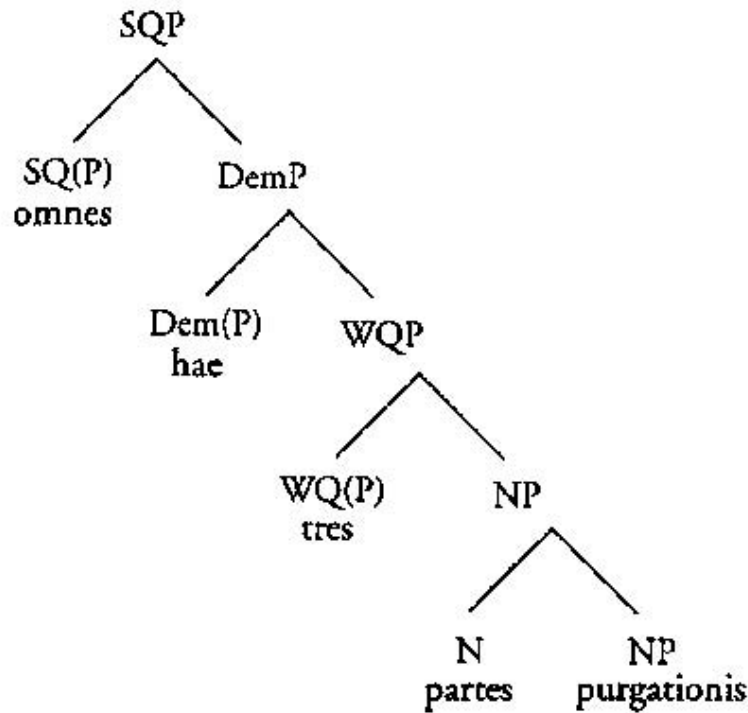 SQP
SQ(P) DemP
omnes
Dem(P) WQP
hae
WQ(P) NP
tres
N NP
partes purgationis